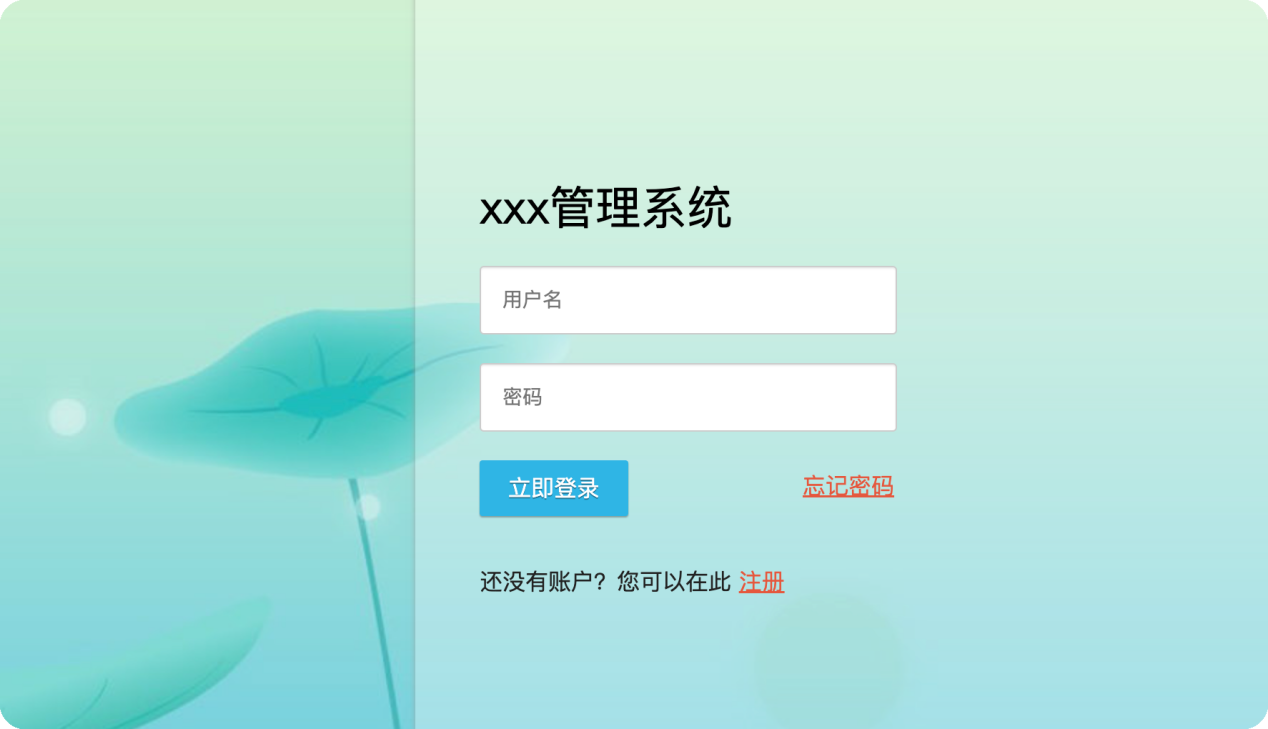 xxx管理系统
用户名
密码
立即登录 忘记密码
还没有账户？您可以在此 注册